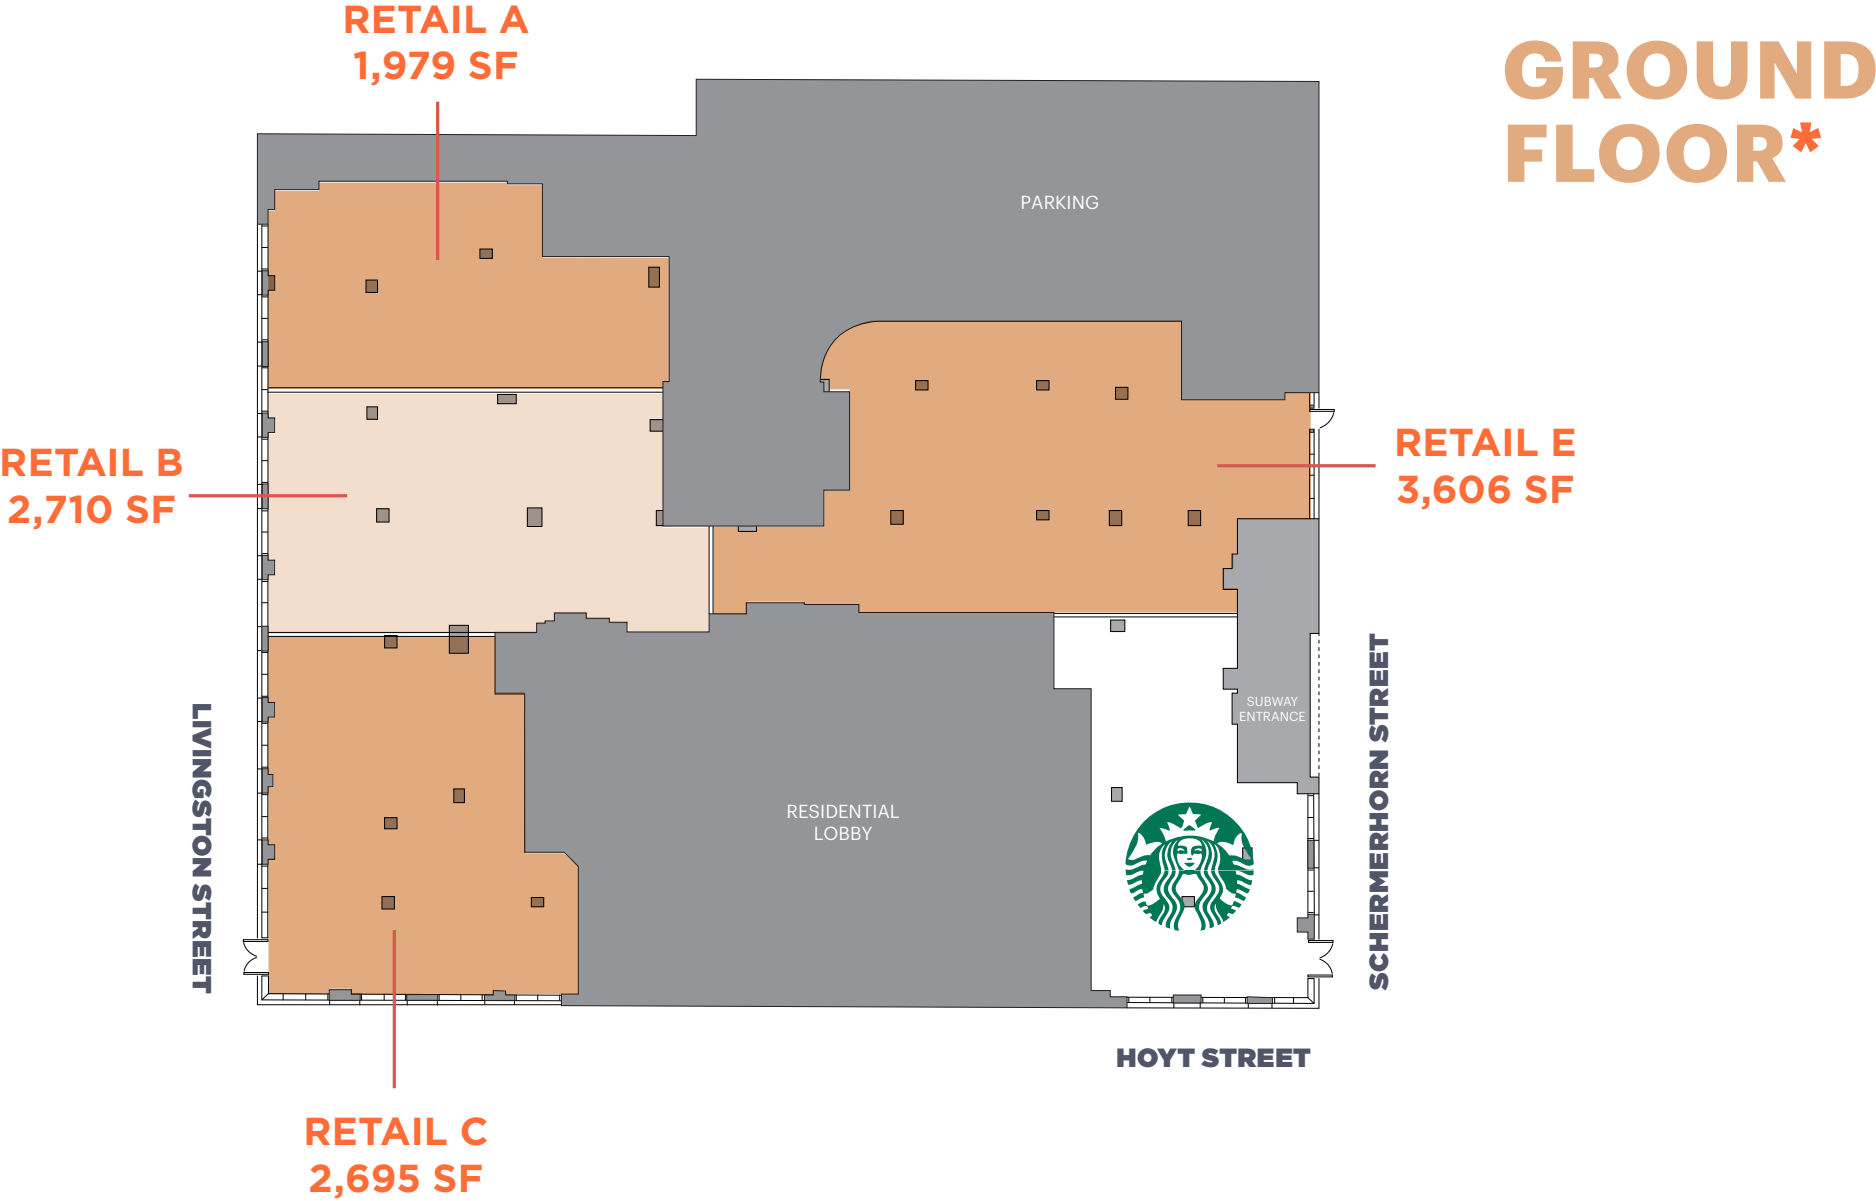 RETAIL A
1,979 SF
GROUND
FLOOR*
PARKING
RETAIL B
2,710 SF
RETAIL E
3,606 SF
SUBWAY
ENTRANCE
LIVINGSTON STREET
SCHERMERHORN STREET
RESIDENTIAL
LOBBY
HOYT STREET
RETAIL C
2,695 SF